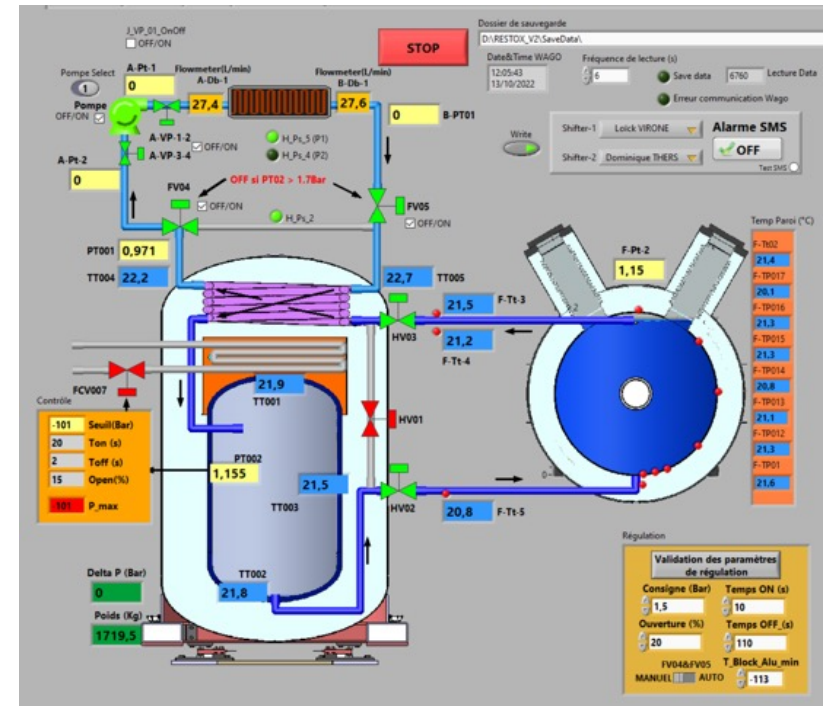 Dossier de sauvegarde
J_VP_01_OnOff
OFF/ON
STOP
D:\RESTOX_V2\SaveData\
Date&Time WAGO
12:05:43
13/10/2022
Fréquence de lecture (s)
6
Save data
6760
Lecture Data
Erreur communication Wago
Pompe Select
1
A-Pt-1
0
Flowmeter(L/min)
A-Db-1
27,4
Flowmeter(L/min)
B-Db-1
27,6
Pompe
OFF/ON
0
B-PT01
A-VP-1-2
A-VP-3-4
OFF/ON
H_Ps_5 (P1)
H_Ps_4 (P2)
Write
Shifter-1
Loïck VIRONE
Shifter-2
Dominique THERS
Alarme SMS
OFF
Test SMS
A-Pt-2
0
OFF si PT02 > 1.7Bar
FV04
OFF/ON
H_Ps_2
FV05
OFF/ON
PT001
0,971
TT004
22,2
22,7
TT005
F-Pt-2
1,15
Temp Paroi (°C)
F-Tt02
21,4
F-TP017
20,1
F-TP016
21,3
F-TP015
21,3
F-TP014
20,8
F-TP013
21,1
F-TP012
21,3
F-TP01
21,6
21,5
F-Tt-3
HV03
21,2
F-Tt-4
FCV007
21,9
TT001
HV01
Contrôle
-101
Seuil(Bar)
20
Ton (s)
2
Toff (s)
15
Open(%)
-101
P_max
PT002
1,155
21,5
TT003
HV02
20,8
F-Tt-5
TT002
21,8
Delta P (Bar)
0
Poids (Kg)
1719,5
Régulation
Validation des paramètres
de régulation
Consigne (Bar)
1,5
Temps ON (s)
10
Ouverture (%)
20
Temps OFF_(s)
110
FV04&FV05
MANUEL
AUTO
T_Block_Alu_min
-113